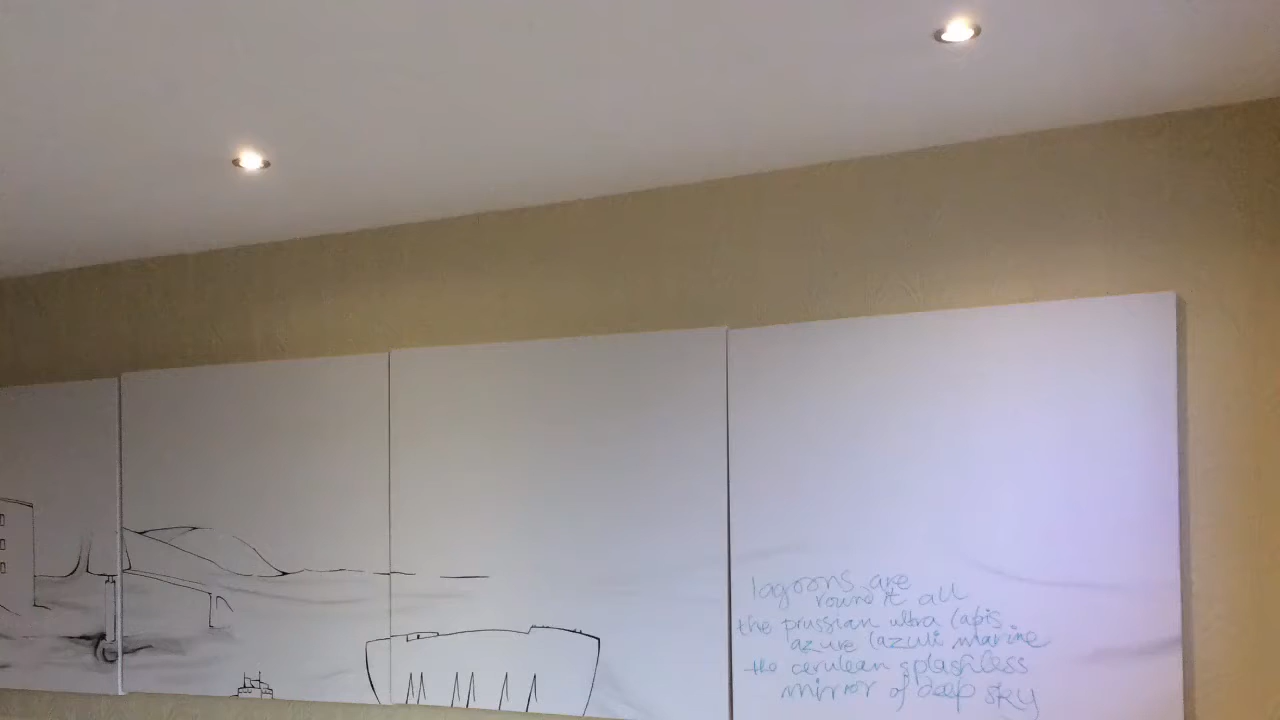 lagoons are
round it all
the prussian ultra lapis
azure lazuli marine
the cerulean splashless
mirror of deep sky